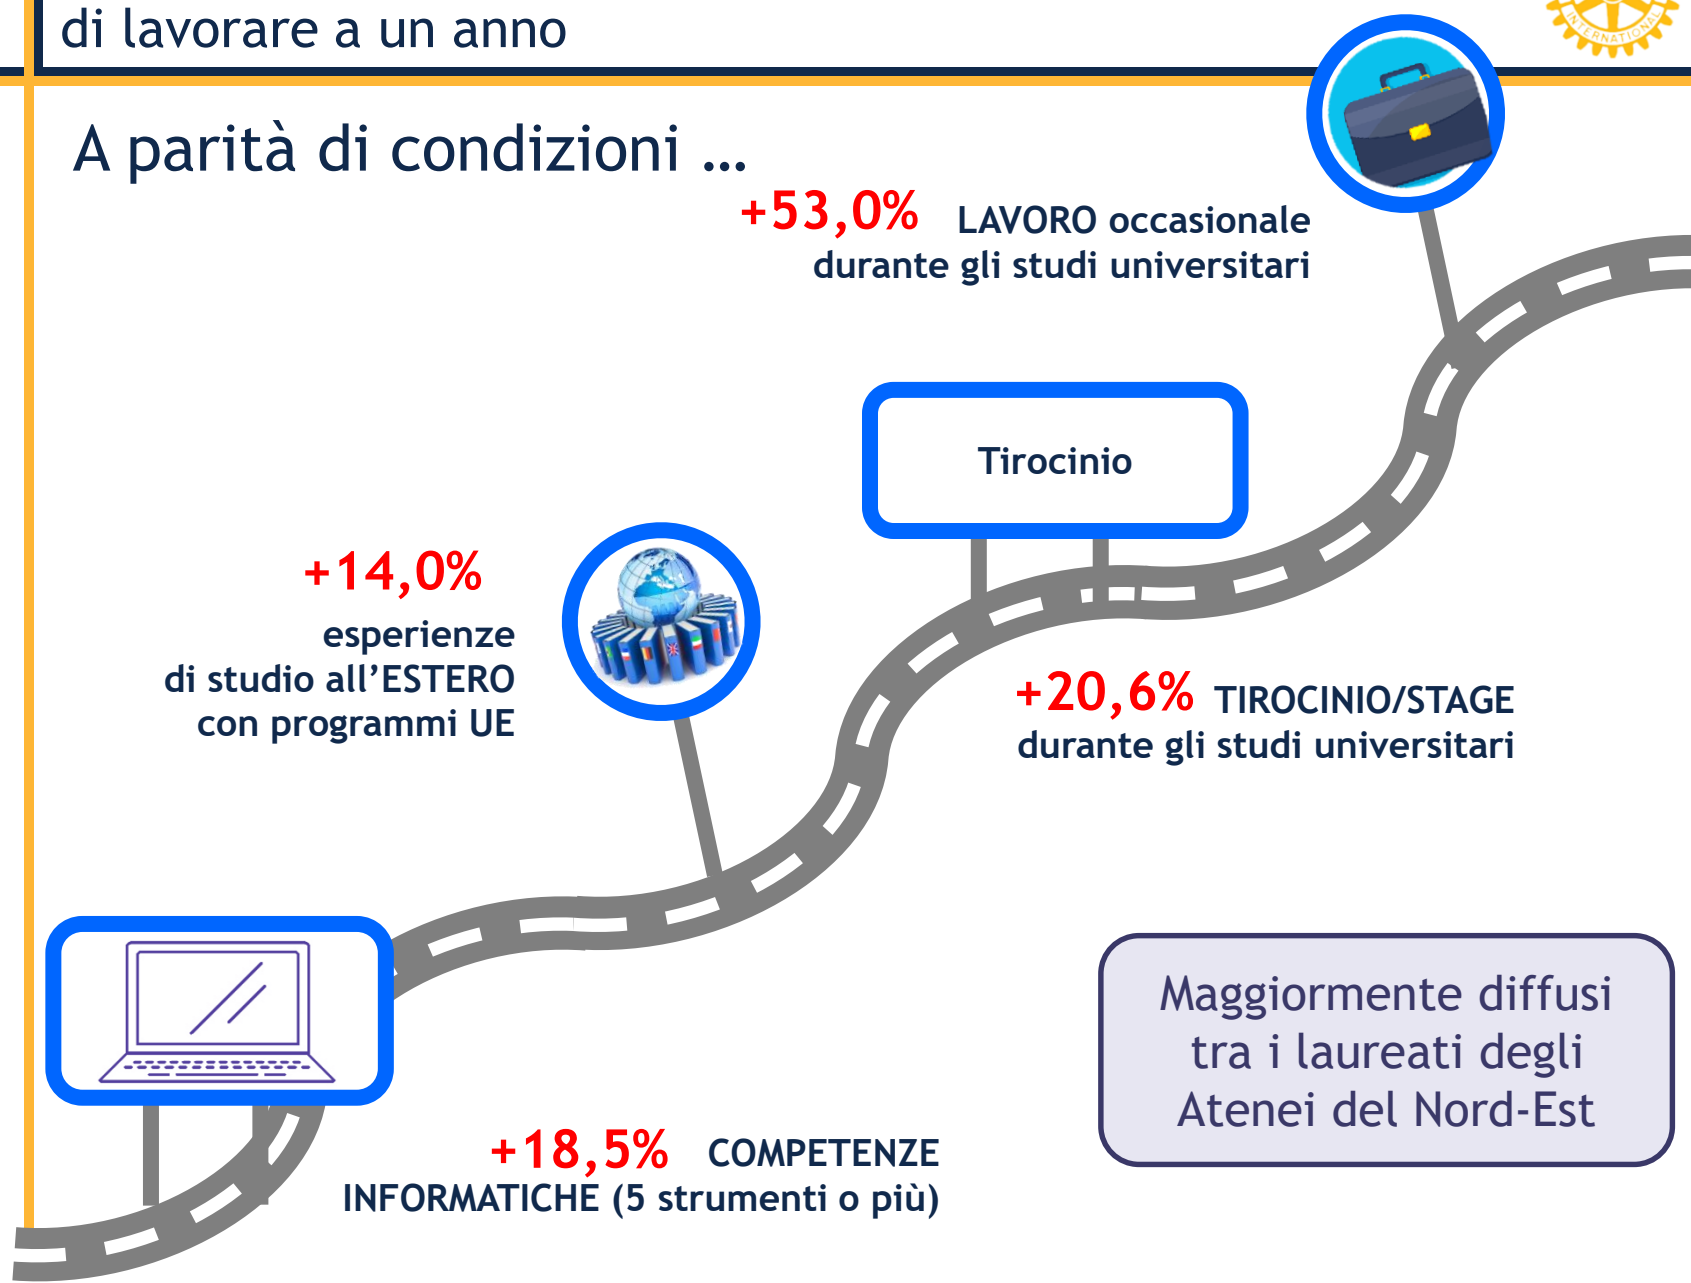 di lavorare a un anno
INTERNATIONAL
A parità di condizioni …
+53,0% LAVORO occasionale
durante gli studi universitari
Tirocinio
+14,0%
esperienze
di studio all’ESTERO
con programmi UE
+20,6% TIROCINIO/STAGE
durante gli studi universitari
Maggiormente diffusi
tra i laureati degli
Atenei del Nord-Est
+18,5% COMPETENZE
INFORMATICHE (5 strumenti o più)